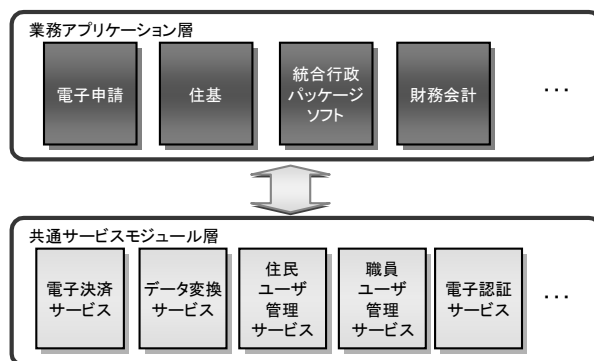 業務アプリケーション層
電子申請
住基
統合行政
パッケージ
ソフト
財務会計
...
共通サービスモジュール層
電子決済
サービス
データ変換
サービス
住民
ユーザ
管理
サービス
職員
ユーザ
管理
サービス
電子認証
サービス
...